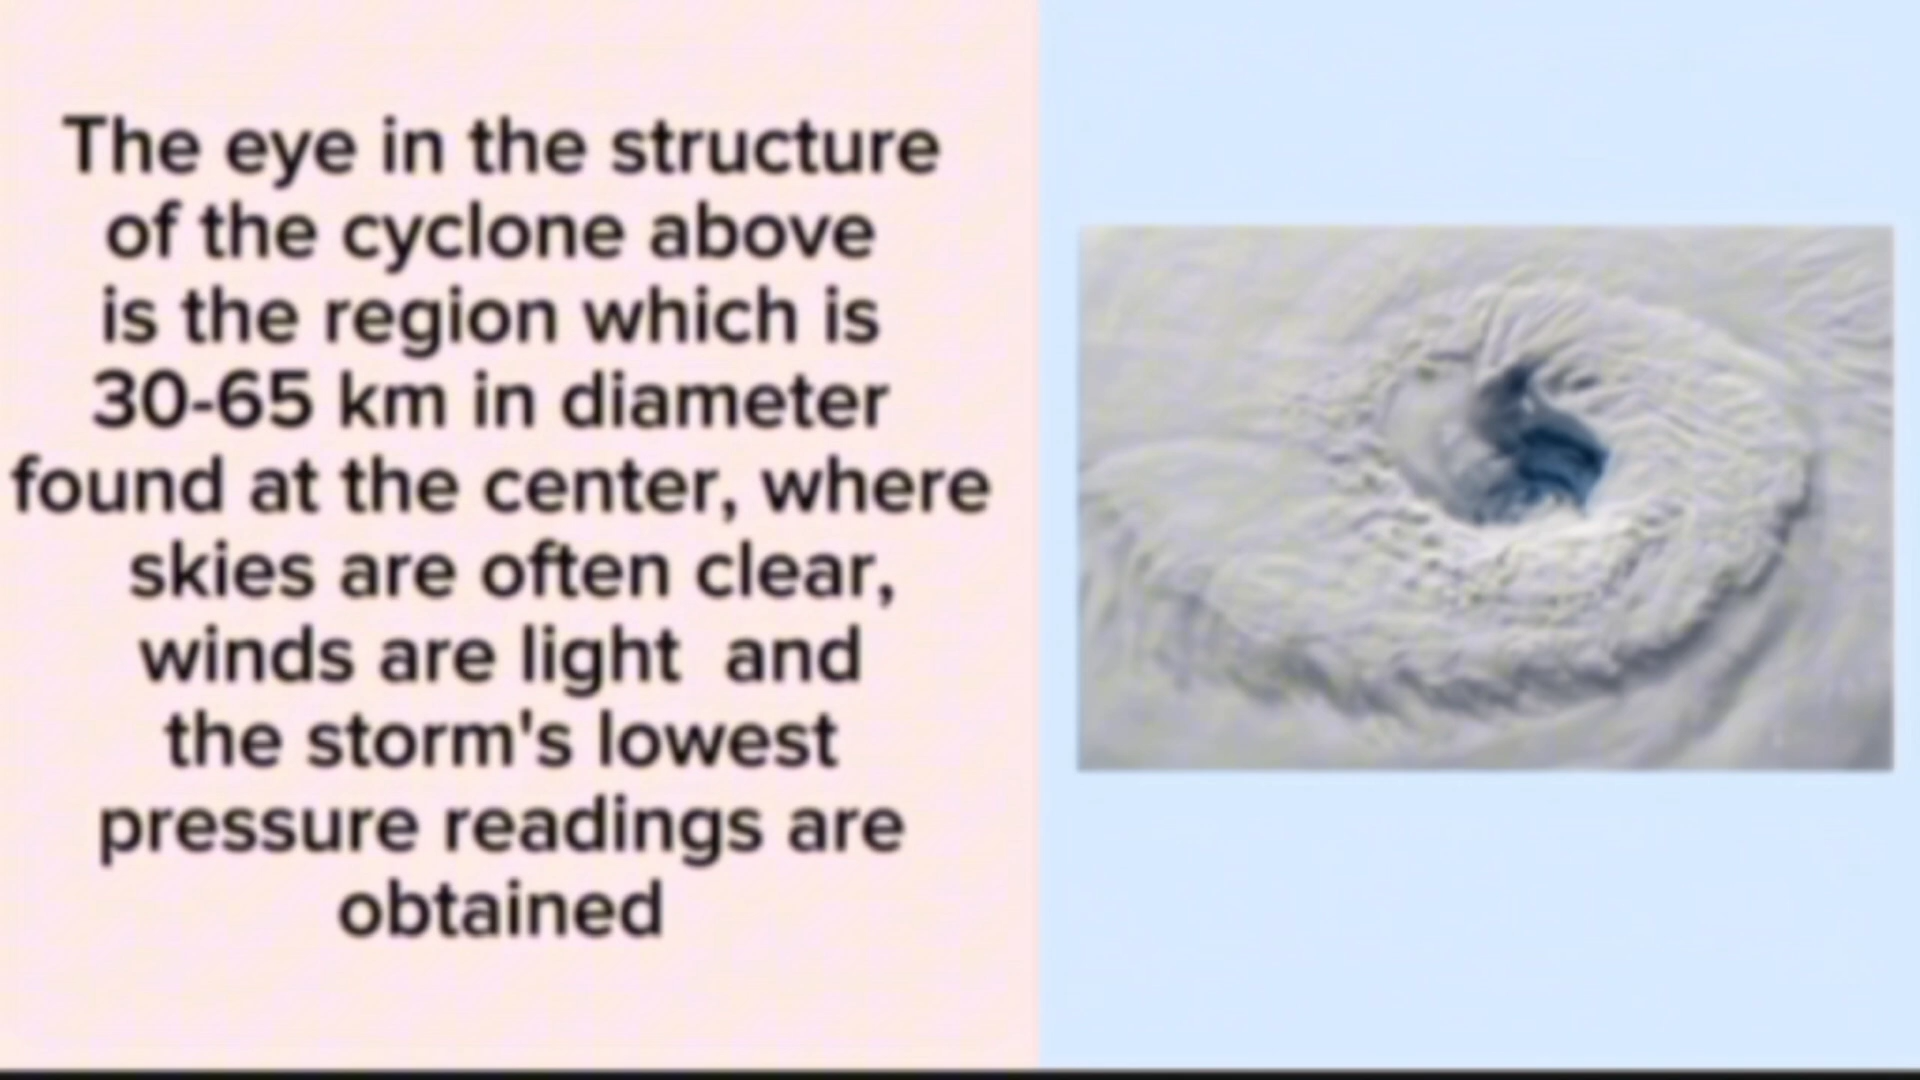 The eye in the structure
of the cyclone above
is the region which is
30-65 km in diameter
found at the center, where
skies are often clear,
winds are light  and
the storm's lowest
pressure readings are
obtained